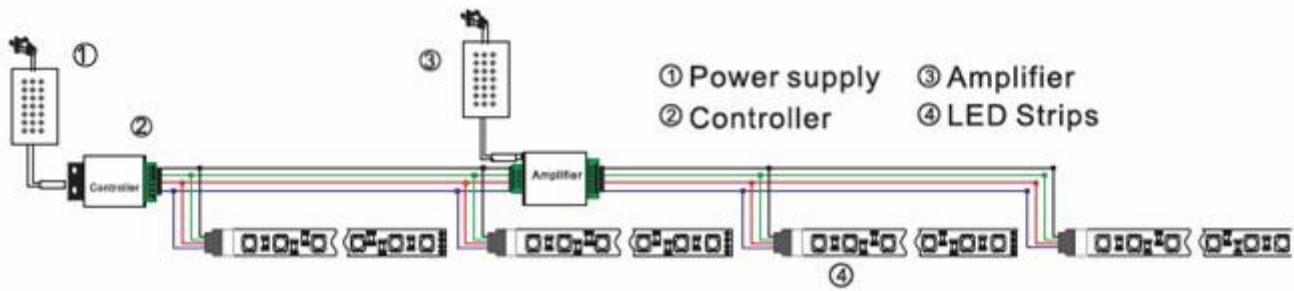 ①
③
① Power supply ③ Amplifier
② Controller ④ LED Strips
②
Controller
Amplifier
④